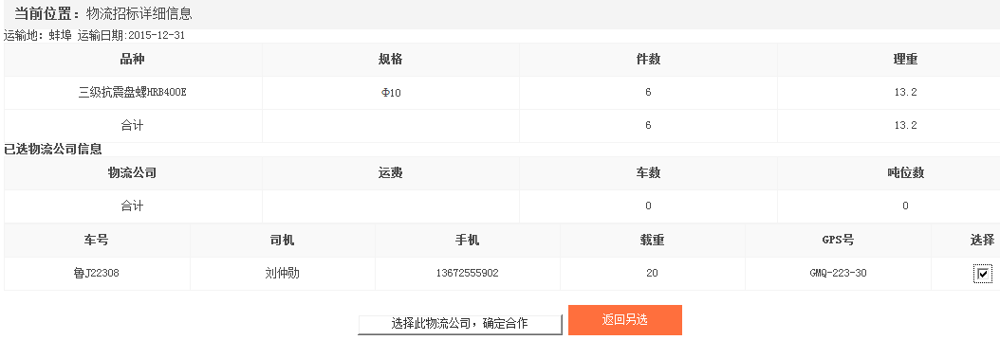 当前位置：物流招标详细信息
运输地：蚌埠 运输日期:2015-12-31
品种 规格 件数 理重
三级抗震盘螺HRB400E Φ10 6 13.2
合计 6 13.2
已选物流公司信息
物流公司 运费 车数 吨位数
合计 0 0
车号 司机 手机 载重 GPS号 选择
鲁J22308 刘仲勋 13672555902 20 GMQ-223-30
选择此物流公司，确定合作 返回另选